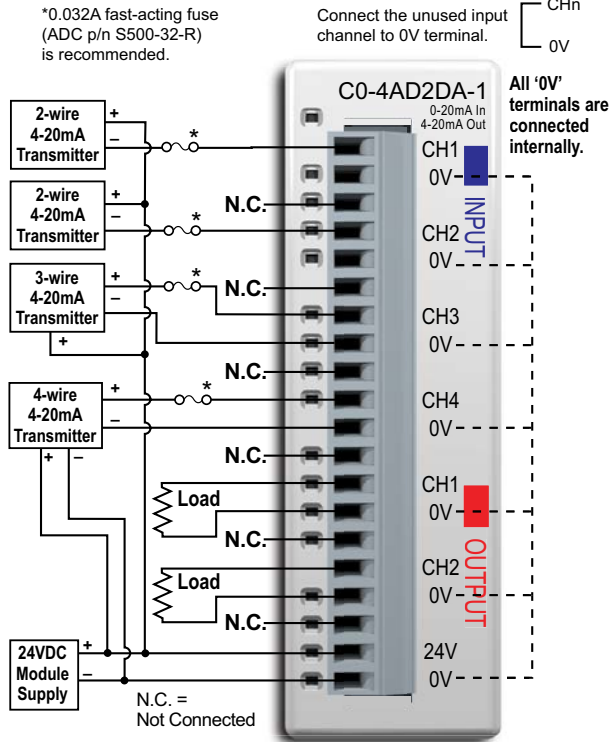 *0.032A fast-acting fuse
(ADC p/n S500-32-R)
is recommended.
Connect the unused input
channel to 0V terminal.
CHn
0V
C0-4AD2DA-1
0-20mA In
4-20mA Out
All ‘0V’
terminals are
connected
internally.
2-wire
4-20mA
Transmitter
+
–
*
CH1
0V
INPUT
2-wire
4-20mA
Transmitter
+
–
*
N.C.
CH2
0V
3-wire
4-20mA
Transmitter
+
–
+
*
N.C.
CH3
0V
4-wire
4-20mA
Transmitter
+
–
+
–
*
N.C.
CH4
0V
N.C.
Load
CH1
0V
OUTPUT
N.C.
Load
CH2
0V
N.C.
24VDC
Module
Supply
+
–
24V
0V
N.C. =
Not Connected